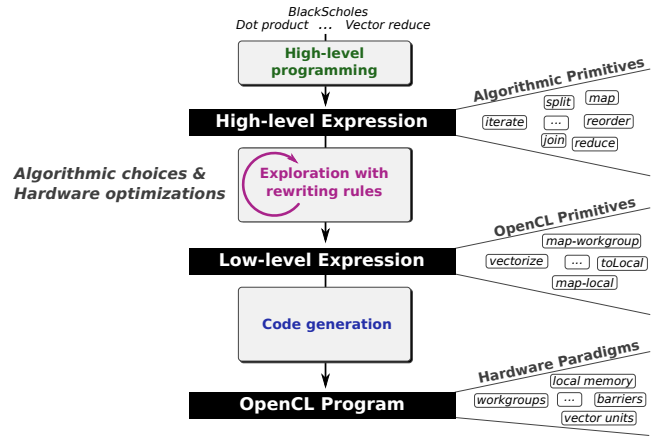 BlackScholes
Dot product ... Vector reduce
High-level
programming
High-level Expression
Algorithmic Primitives
split
map
iterate
...
reorder
join
reduce
Algorithmic choices &
Hardware optimizations
Exploration with
rewriting rules
Low-level Expression
OpenCL Primitives
map-workgroup
vectorize
...
toLocal
map-local
Code generation
OpenCL Program
Hardware Paradigms
local memory
workgroups
...
barriers
vector units